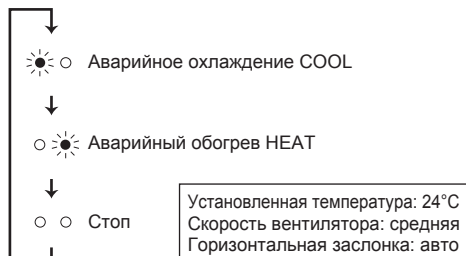 Аварийное охлаждение COOL
Аварийный обогрев HEAT
Стоп
Установленная температура: 24°C
Скорость вентилятора: средняя
Горизонтальная заслонка: авто